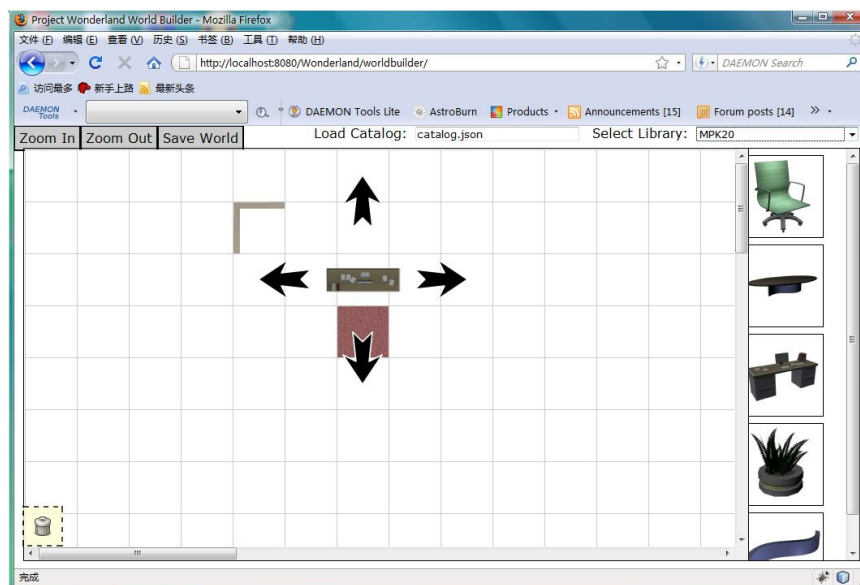 Project Wonderland World Builder - Mozilla Firefox
文件(F) 编辑(E) 查看(V) 历史(S) 书签(B) 工具(T) 帮助(H)
http://localhost:8080/Wonderland/worldbuilder/ DAEMON Search
访问最多 新手上路 最新头条
DAEMON Tools DAEMON Tools Lite AstroBurn Products Announcements [15] Forum posts [14] »
Zoom In Zoom Out Save World Load Catalog: catalog.json Select Library: MPK20
完成